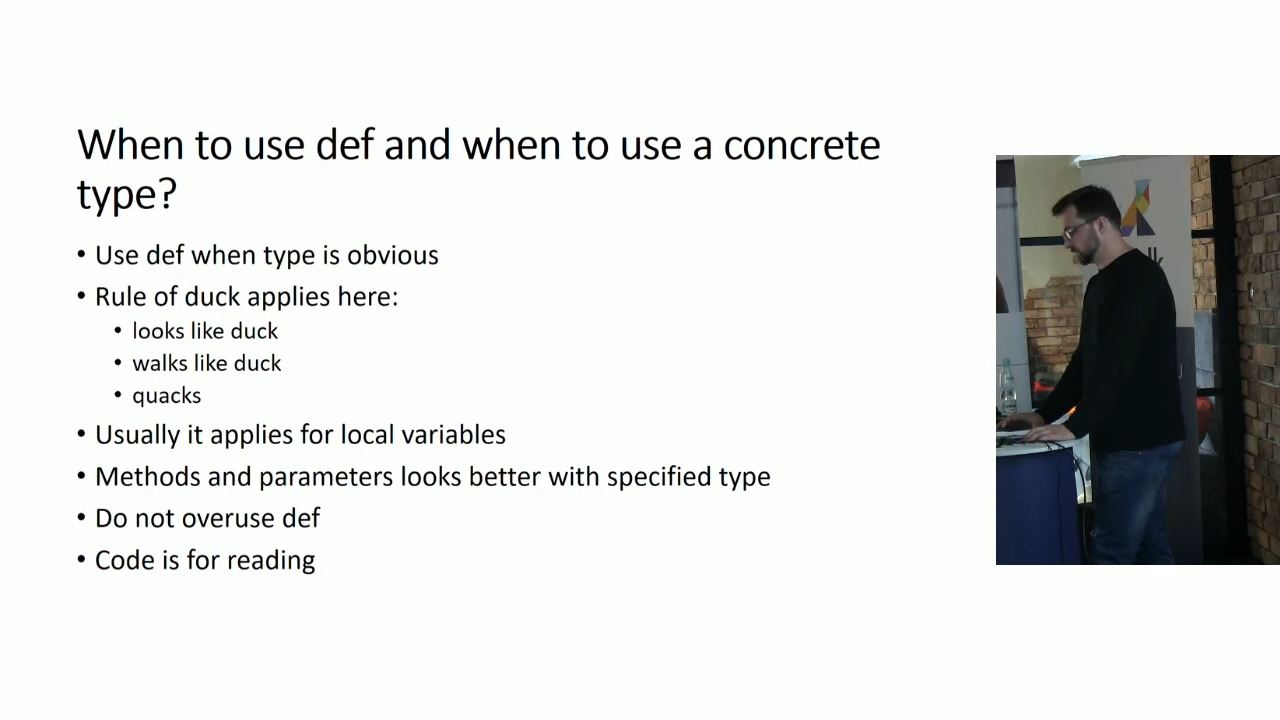 When to use def and when to use a concrete
type?
• Use def when type is obvious
• Rule of duck applies here:
• looks like duck
• walks like duck
• quacks
• Usually it applies for local variables
• Methods and parameters looks better with specified type
• Do not overuse def
• Code is for reading